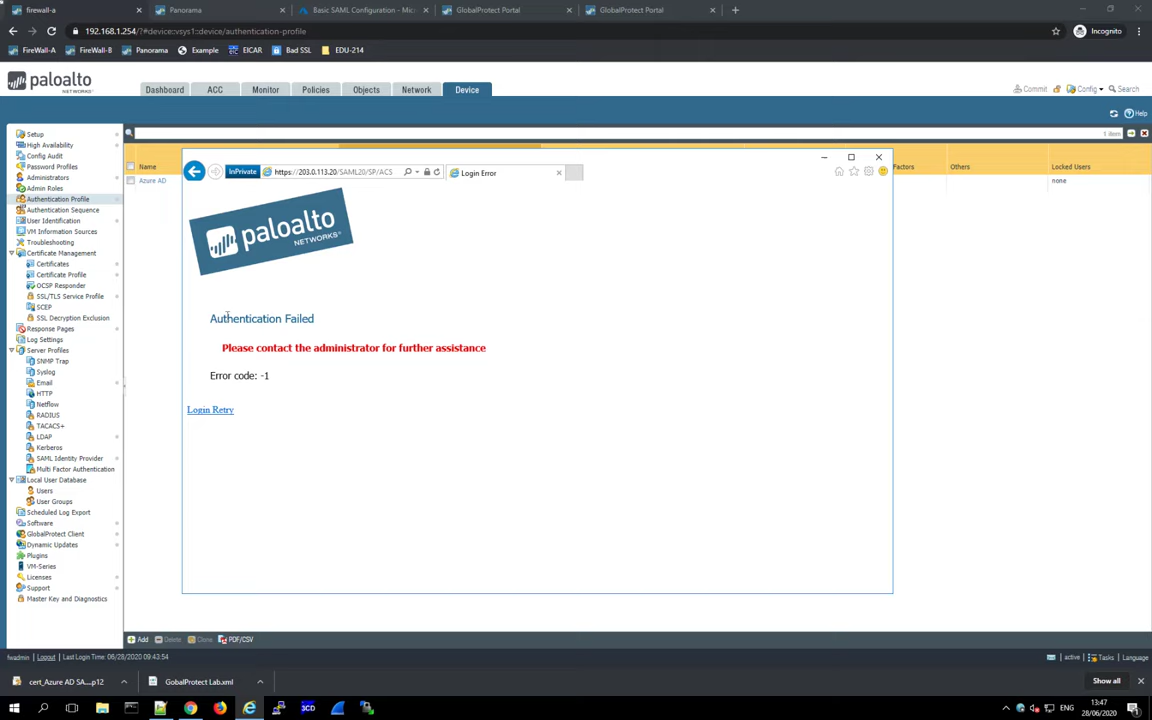 firewall-a
Panorama
Basic SAML Configuration - Micr
GlobalProtect Portal
GlobalProtect Portal
192.168.1.254/?#device:vsys1:device/authentication-profile
Incognito
FireWall-A
FireWall-B
Panorama
Example
EICAR
Bad SSL
EDU-214
paloalto
NETWORKS
Dashboard
ACC
Monitor
Policies
Objects
Network
Device
Commit
Config
Search
Help
1 item
Setup
High Availability
Config Audit
Password Profiles
Administrators
Admin Roles
Authentication Profile
Authentication Sequence
User Identification
VM Information Sources
Troubleshooting
Certificate Management
Certificates
Certificate Profile
OCSP Responder
SSL/TLS Service Profile
SCEP
SSL Decryption Exclusion
Response Pages
Log Settings
Server Profiles
SNMP Trap
Syslog
Email
HTTP
Netflow
RADIUS
TACACS+
LDAP
Kerberos
SAML Identity Provider
Multi Factor Authentication
Local User Database
Users
User Groups
Scheduled Log Export
Software
GlobalProtect Client
Dynamic Updates
Plugins
VM-Series
Licenses
Support
Master Key and Diagnostics
Name
Factors
Others
Locked Users
Azure AD
none
InPrivate
https://203.0.113.20/SAML20/SP/ACS
Login Error
paloalto
NETWORKS
Authentication Failed
Please contact the administrator for further assistance
Error code: -1
Login Retry
Add
Delete
Clone
PDF/CSV
fwadmin
Logout
Last Login Time: 06/28/2020 09:43:54
active
Tasks
Language
cert_Azure AD SA....p12
GlobalProtect Lab.xml
Show all
3CD
ENG
13:47
28/06/2020